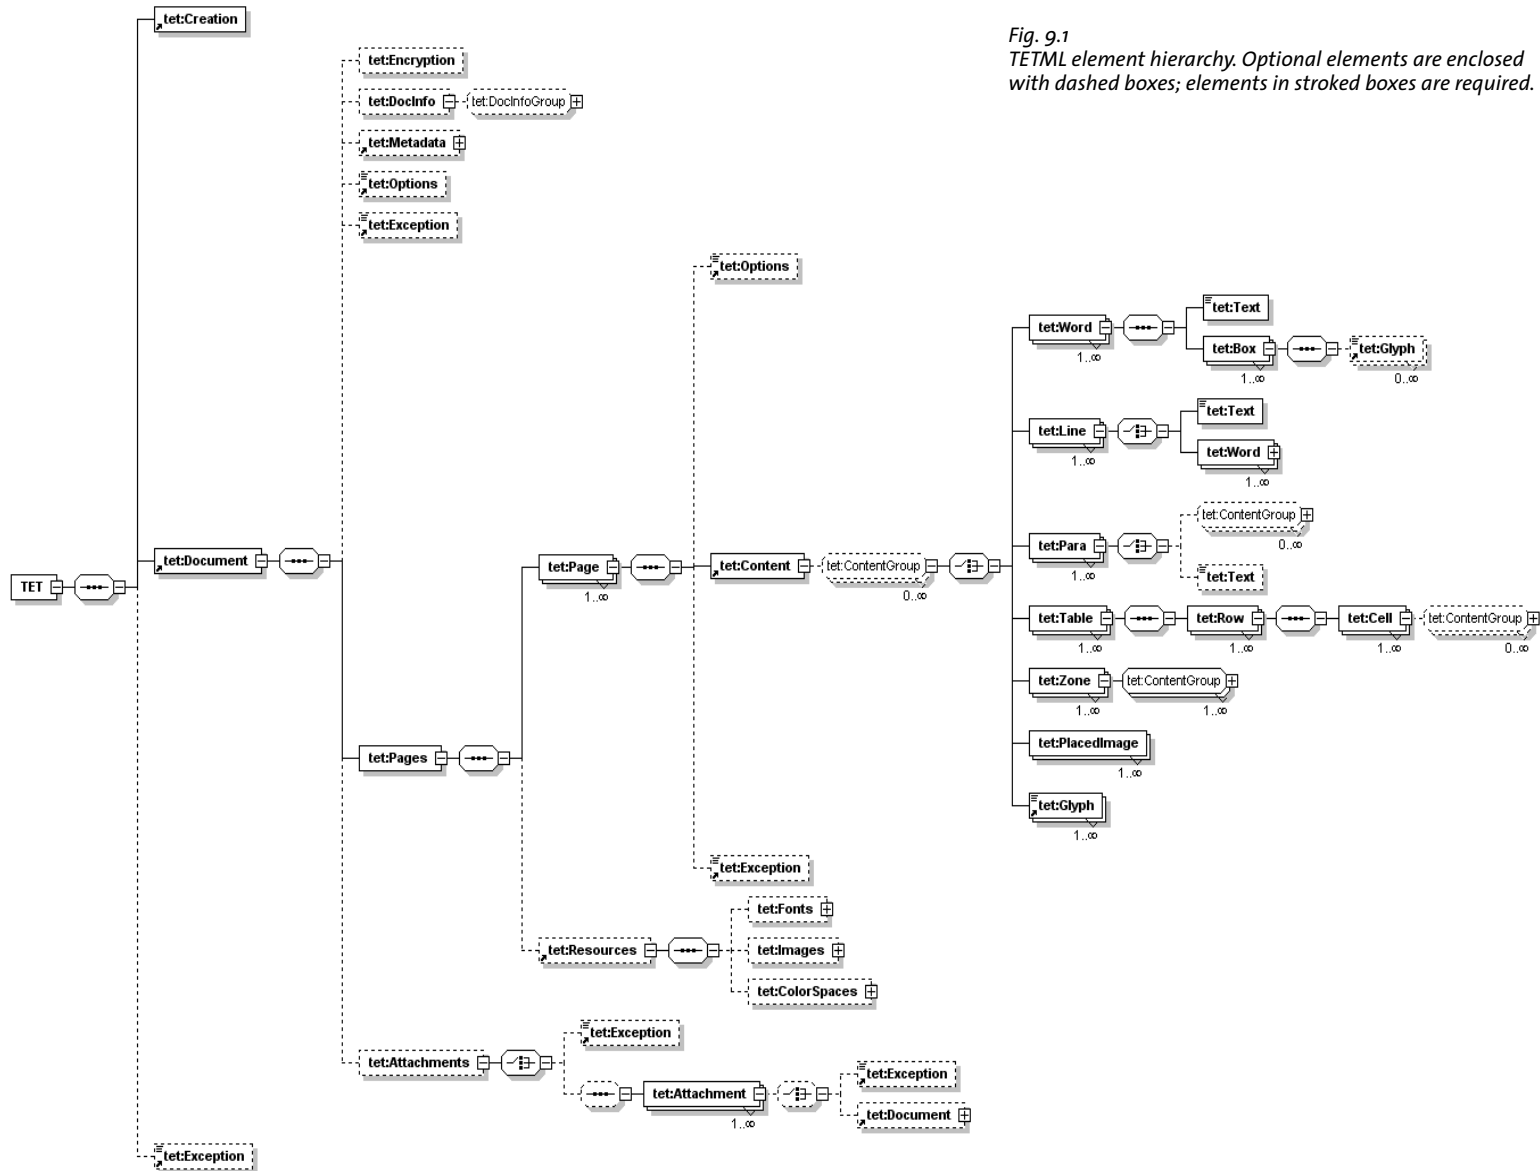 tet:Creation
Fig. 9.1
TETML element hierarchy. Optional elements are enclosed
with dashed boxes; elements in stroked boxes are required.
tet:Encryption
tet:DocInfo
tet:DocInfoGroup
tet:Metadata
tet:Options
tet:Exception
tet:Options
tet:Word
1..∞
tet:Text
tet:Box
1..∞
tet:Glyph
0..∞
tet:Line
1..∞
tet:Text
tet:Word
1..∞
TET
tet:Document
tet:Page
1..∞
tet:Content
tet:ContentGroup
0..∞
tet:Para
1..∞
tet:ContentGroup
0..∞
tet:Text
tet:Table
1..∞
tet:Row
1..∞
tet:Cell
1..∞
tet:ContentGroup
0..∞
tet:Zone
1..∞
tet:ContentGroup
1..∞
tet:PlacedImage
1..∞
tet:Glyph
1..∞
tet:Pages
tet:Exception
tet:Resources
tet:Fonts
tet:Images
tet:ColorSpaces
tet:Attachments
tet:Exception
tet:Attachment
1..∞
tet:Exception
tet:Document
tet:Exception